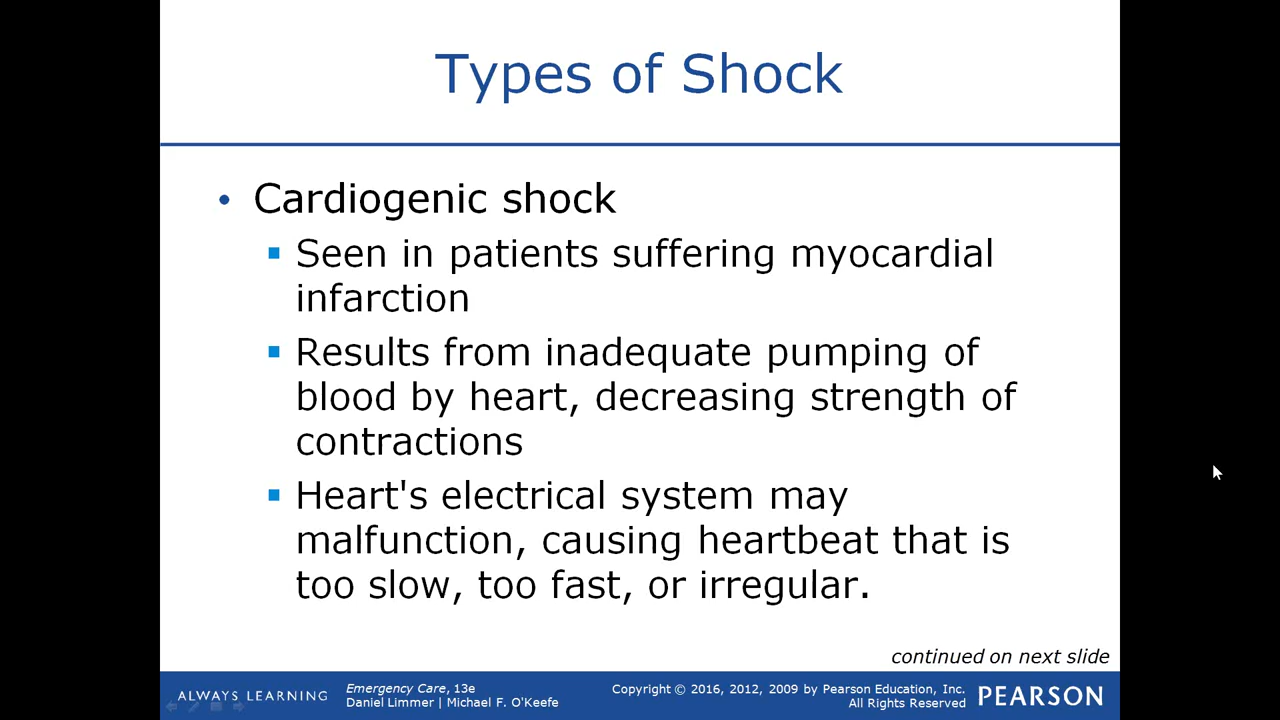 Types of Shock
• Cardiogenic shock
▪ Seen in patients suffering myocardial
infarction
▪ Results from inadequate pumping of
blood by heart, decreasing strength of
contractions
▪ Heart's electrical system may
malfunction, causing heartbeat that is
too slow, too fast, or irregular.
continued on next slide
ALWAYS LEARNING
Emergency Care, 13e
Daniel Limmer | Michael F. O'Keefe
Copyright © 2016, 2012, 2009 by Pearson Education, Inc.
All Rights Reserved
PEARSON